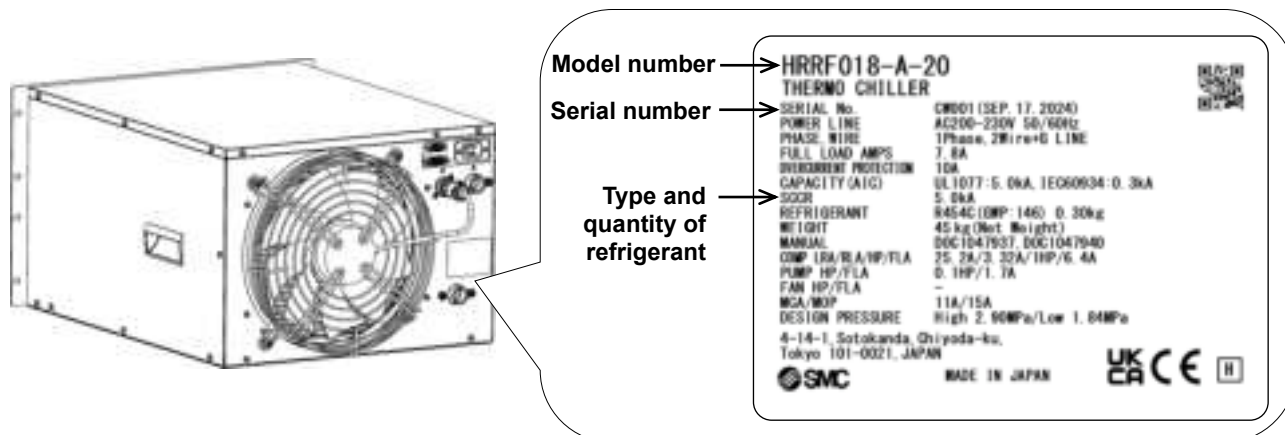 Model number
Serial number
Type and
quantity of
refrigerant
HRRF018-A-20
THERMO CHILLER
SERIAL No. CW001(SEP.17.2024)
POWER LINE AC200-230V 50/60Hz
PHASE,WIRE 1Phase,2Wire+G LINE
FULL LOAD AMPS 7.8A
OVERCURRENT PROTECTION 10A
CAPACITY(AIC) UL1077:5.0kA, IEC60934:0.3kA
SCCR 5.0kA
REFRIGERANT R454C(GWP:146) 0.30kg
WEIGHT 45kg(Net Weight)
MANUAL DOC1047937,DOC1047940
COMP LRA/RLA/HP/FLA 25.2A/3.32A/1HP/6.4A
PUMP HP/FLA 0.1HP/1.7A
FAN HP/FLA -
MCA/MOP 11A/15A
DESIGN PRESSURE High 2.90MPa/Low 1.84MPa
4-14-1,Sotokanda,Chiyoda-ku,
Tokyo 101-0021,JAPAN
SMC MADE IN JAPAN UK CA CE H